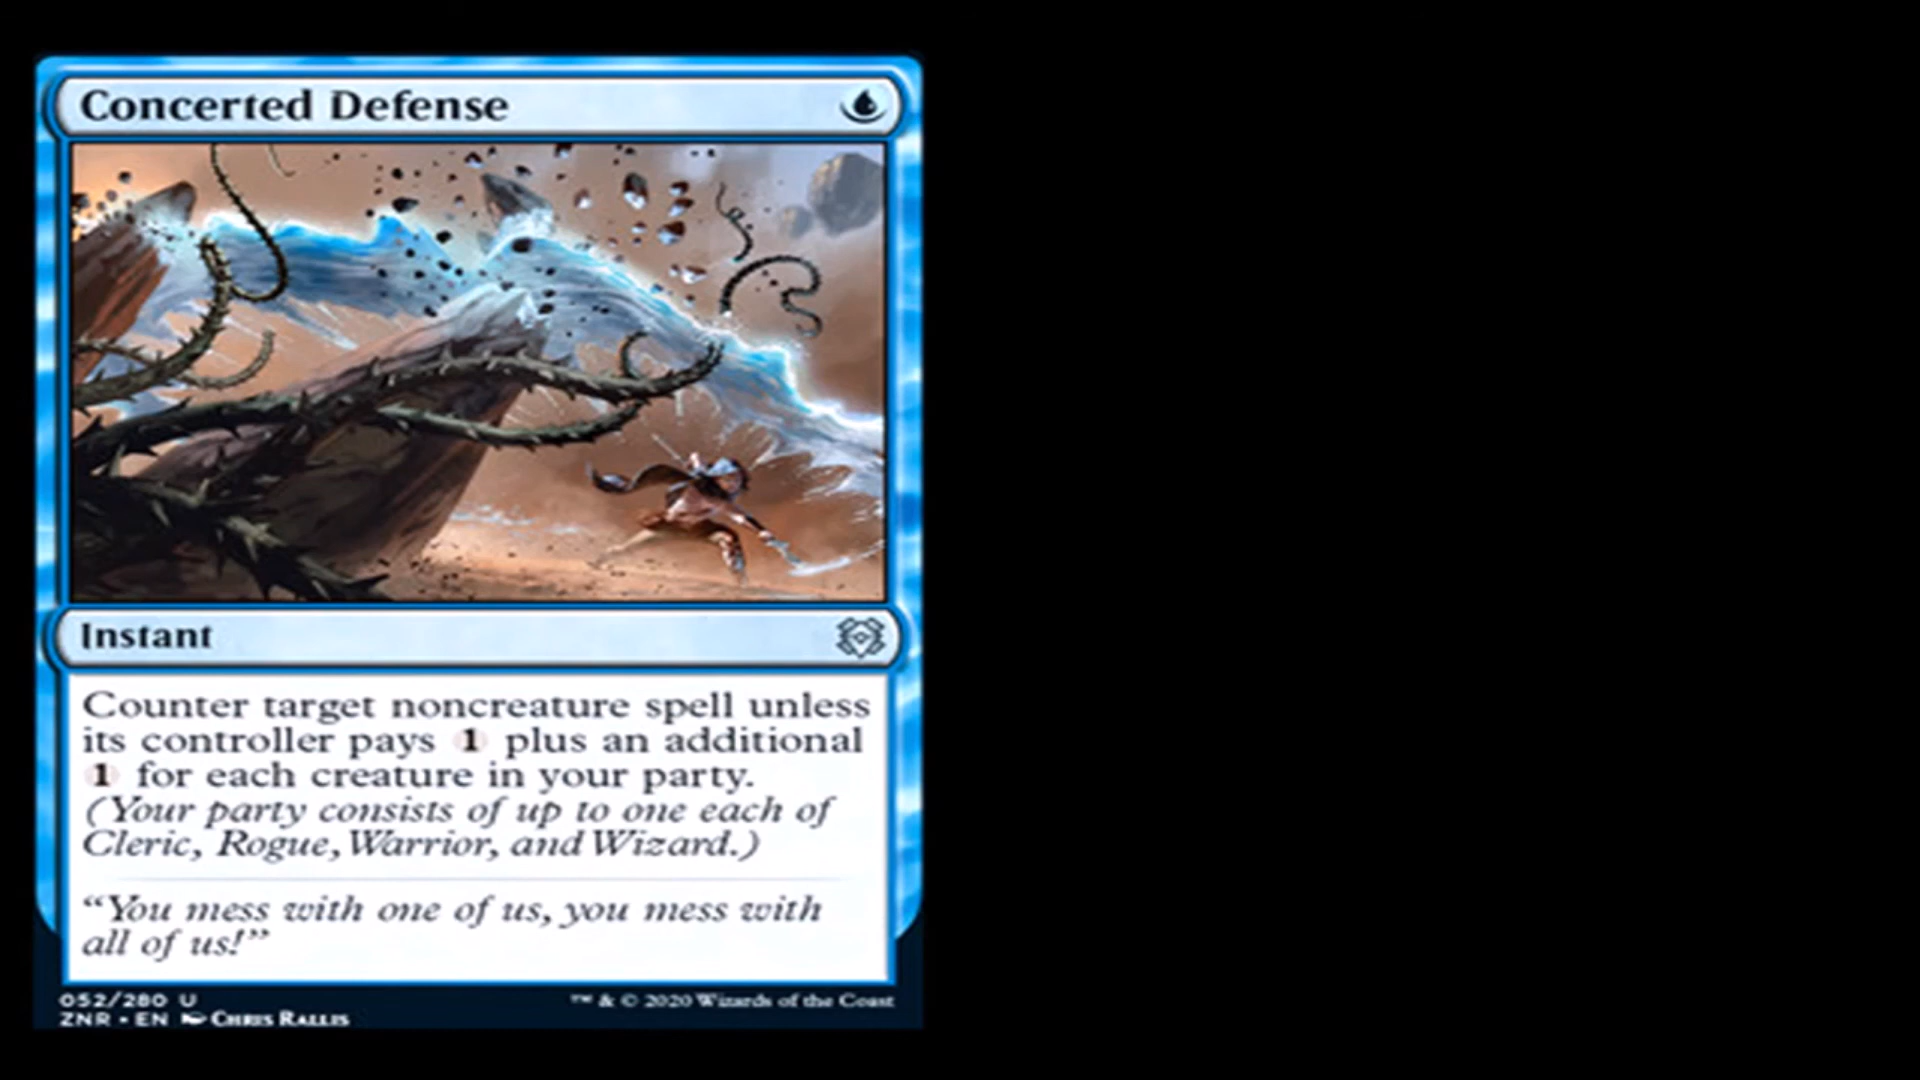 Concerted Defense
Instant
Counter target noncreature spell unless
its controller pays 1 plus an additional
1 for each creature in your party.
(Your party consists of up to one each of
Cleric, Rogue, Warrior, and Wizard.)
“You mess with one of us, you mess with
all of us!”
052/280 U
™ & © 2020 Wizards of the Coast
ZNR • EN Chris Rallis